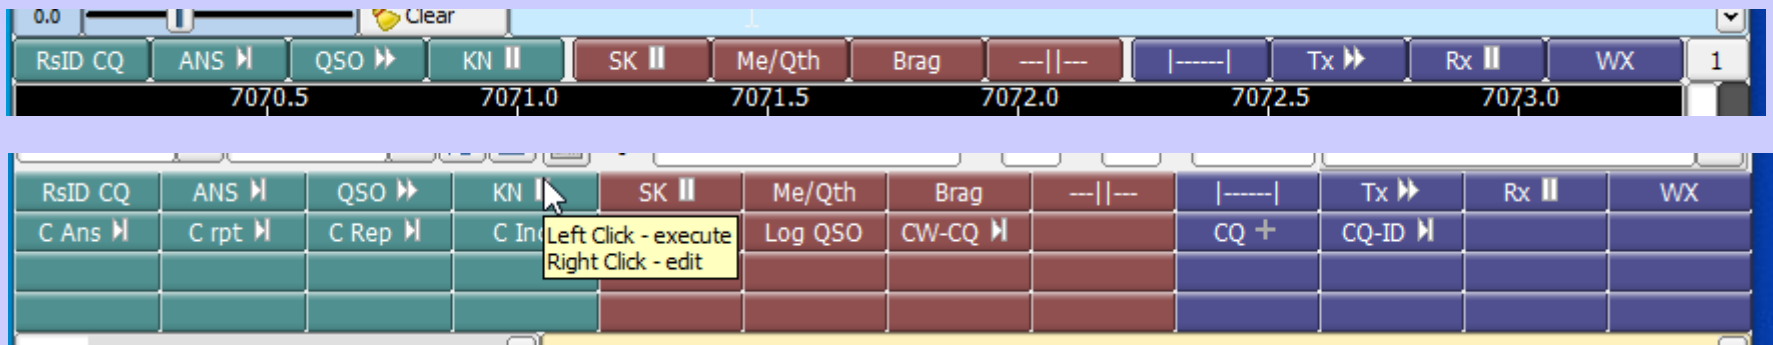 0.0 Clear
RsID CQ ANS QSO KN SK Me/Qth Brag ---||--- |------| Tx Rx WX 1
7070.5 7071.0 7071.5 7072.0 7072.5 7073.0
RsID CQ ANS QSO KN SK Me/Qth Brag ---||--- |------| Tx Rx WX
C Ans C rpt C Rep C In Log QSO CW-CQ CQ + CQ-ID
Left Click - execute
Right Click - edit